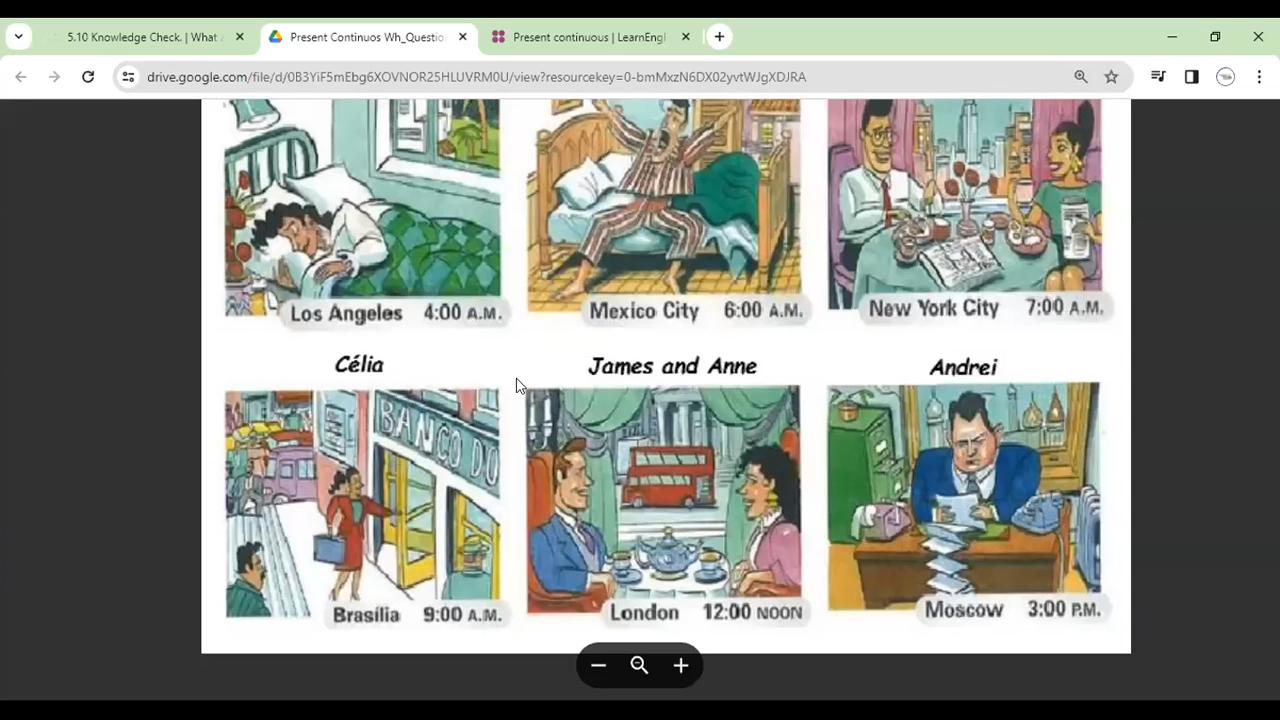 5.10 Knowledge Check. | What
Present Continuos Wh_Questio
Present continuous | LearnEngl
drive.google.com/file/d/0B3YiF5mEbg6XOVNOR25HLUVRM0U/view?resourcekey=0-bmMxzN6DX02yvtWJgXDJRA
Los Angeles 4:00 A.M.
Mexico City 6:00 A.M.
New York City 7:00 A.M.
Célia
James and Anne
Andrei
BANCO DO
Brasília 9:00 A.M.
London 12:00 NOON
Moscow 3:00 P.M.